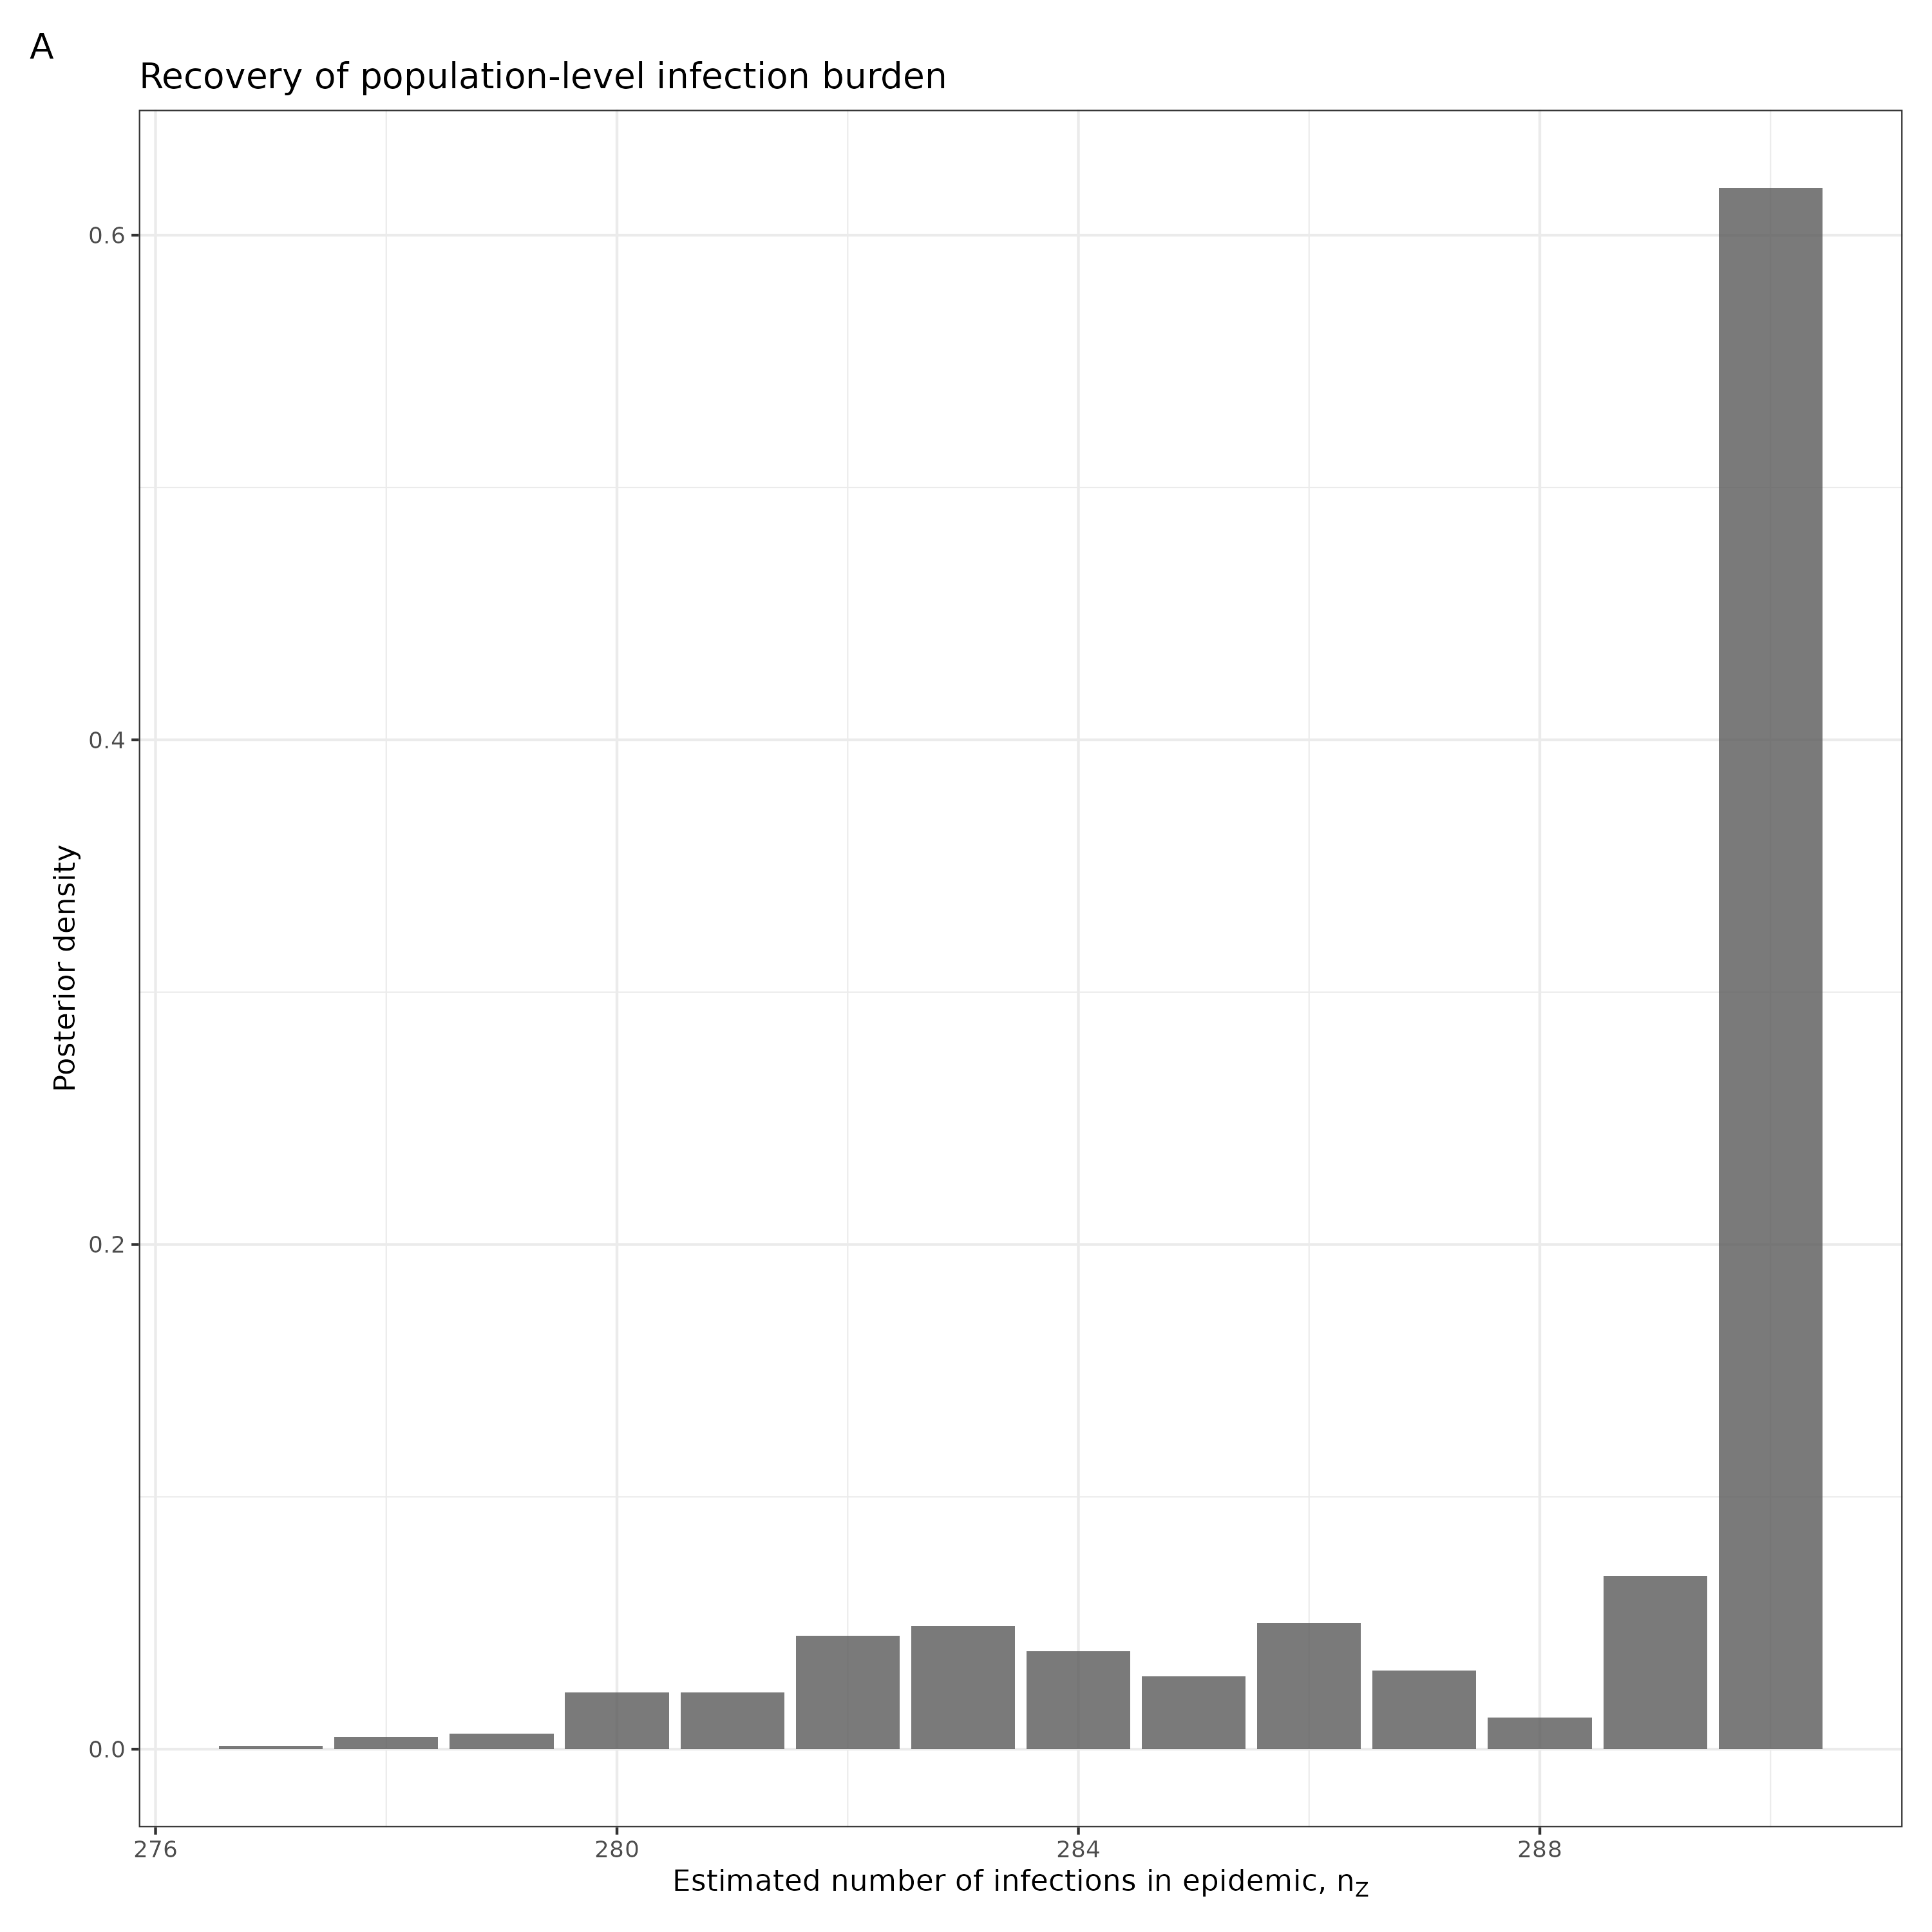 A
Recovery of population-level infection burden
0.6
0.4
0.2
0.0
Posterior density
276 280 284 288
Estimated number of infections in epidemic, nZ